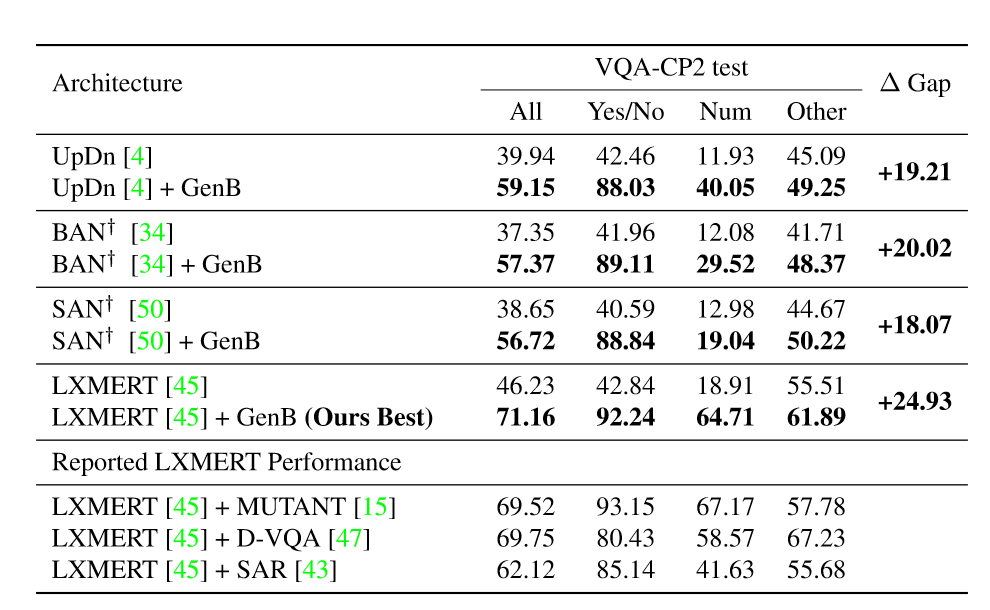 Architecture VQA-CP2 test Δ Gap
All Yes/No Num Other
UpDn [4] 39.94 42.46 11.93 45.09
UpDn [4] + GenB 59.15 88.03 40.05 49.25 +19.21
BAN† [34] 37.35 41.96 12.08 41.71
BAN† [34] + GenB 57.37 89.11 29.52 48.37 +20.02
SAN† [50] 38.65 40.59 12.98 44.67
SAN† [50] + GenB 56.72 88.84 19.04 50.22 +18.07
LXMERT [45] 46.23 42.84 18.91 55.51
LXMERT [45] + GenB (Ours Best) 71.16 92.24 64.71 61.89 +24.93
Reported LXMERT Performance
LXMERT [45] + MUTANT [15] 69.52 93.15 67.17 57.78
LXMERT [45] + D-VQA [47] 69.75 80.43 58.57 67.23
LXMERT [45] + SAR [43] 62.12 85.14 41.63 55.68